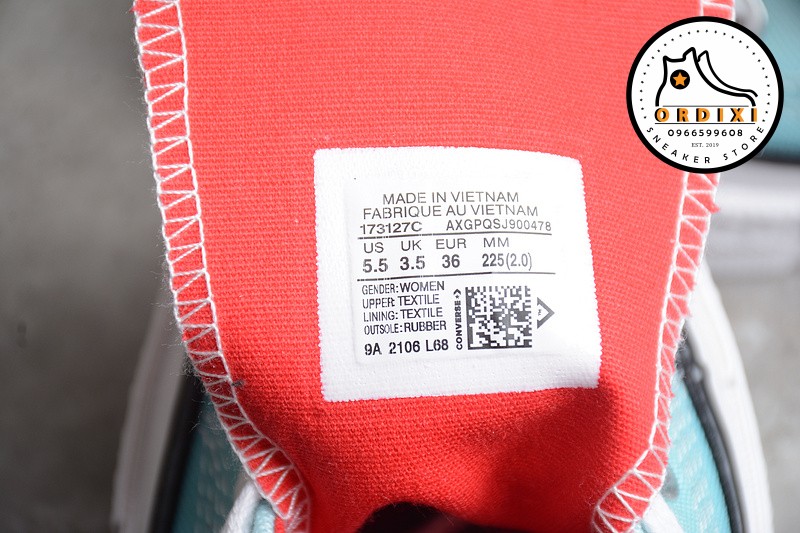 ORDIXI
0966599608
EST, 2019
SNEAKER STORE
MADE IN VIETNAM
FABRIQUE AU VIETNAM
173127C AXGPQSJ900478
US UK EUR MM
5.5 3.5 36 225(2.0)
GENDER: WOMEN
UPPER: TEXTILE
LINING: TEXTILE
OUTSOLE: RUBBER
9A 2106 L68
CONVERSE